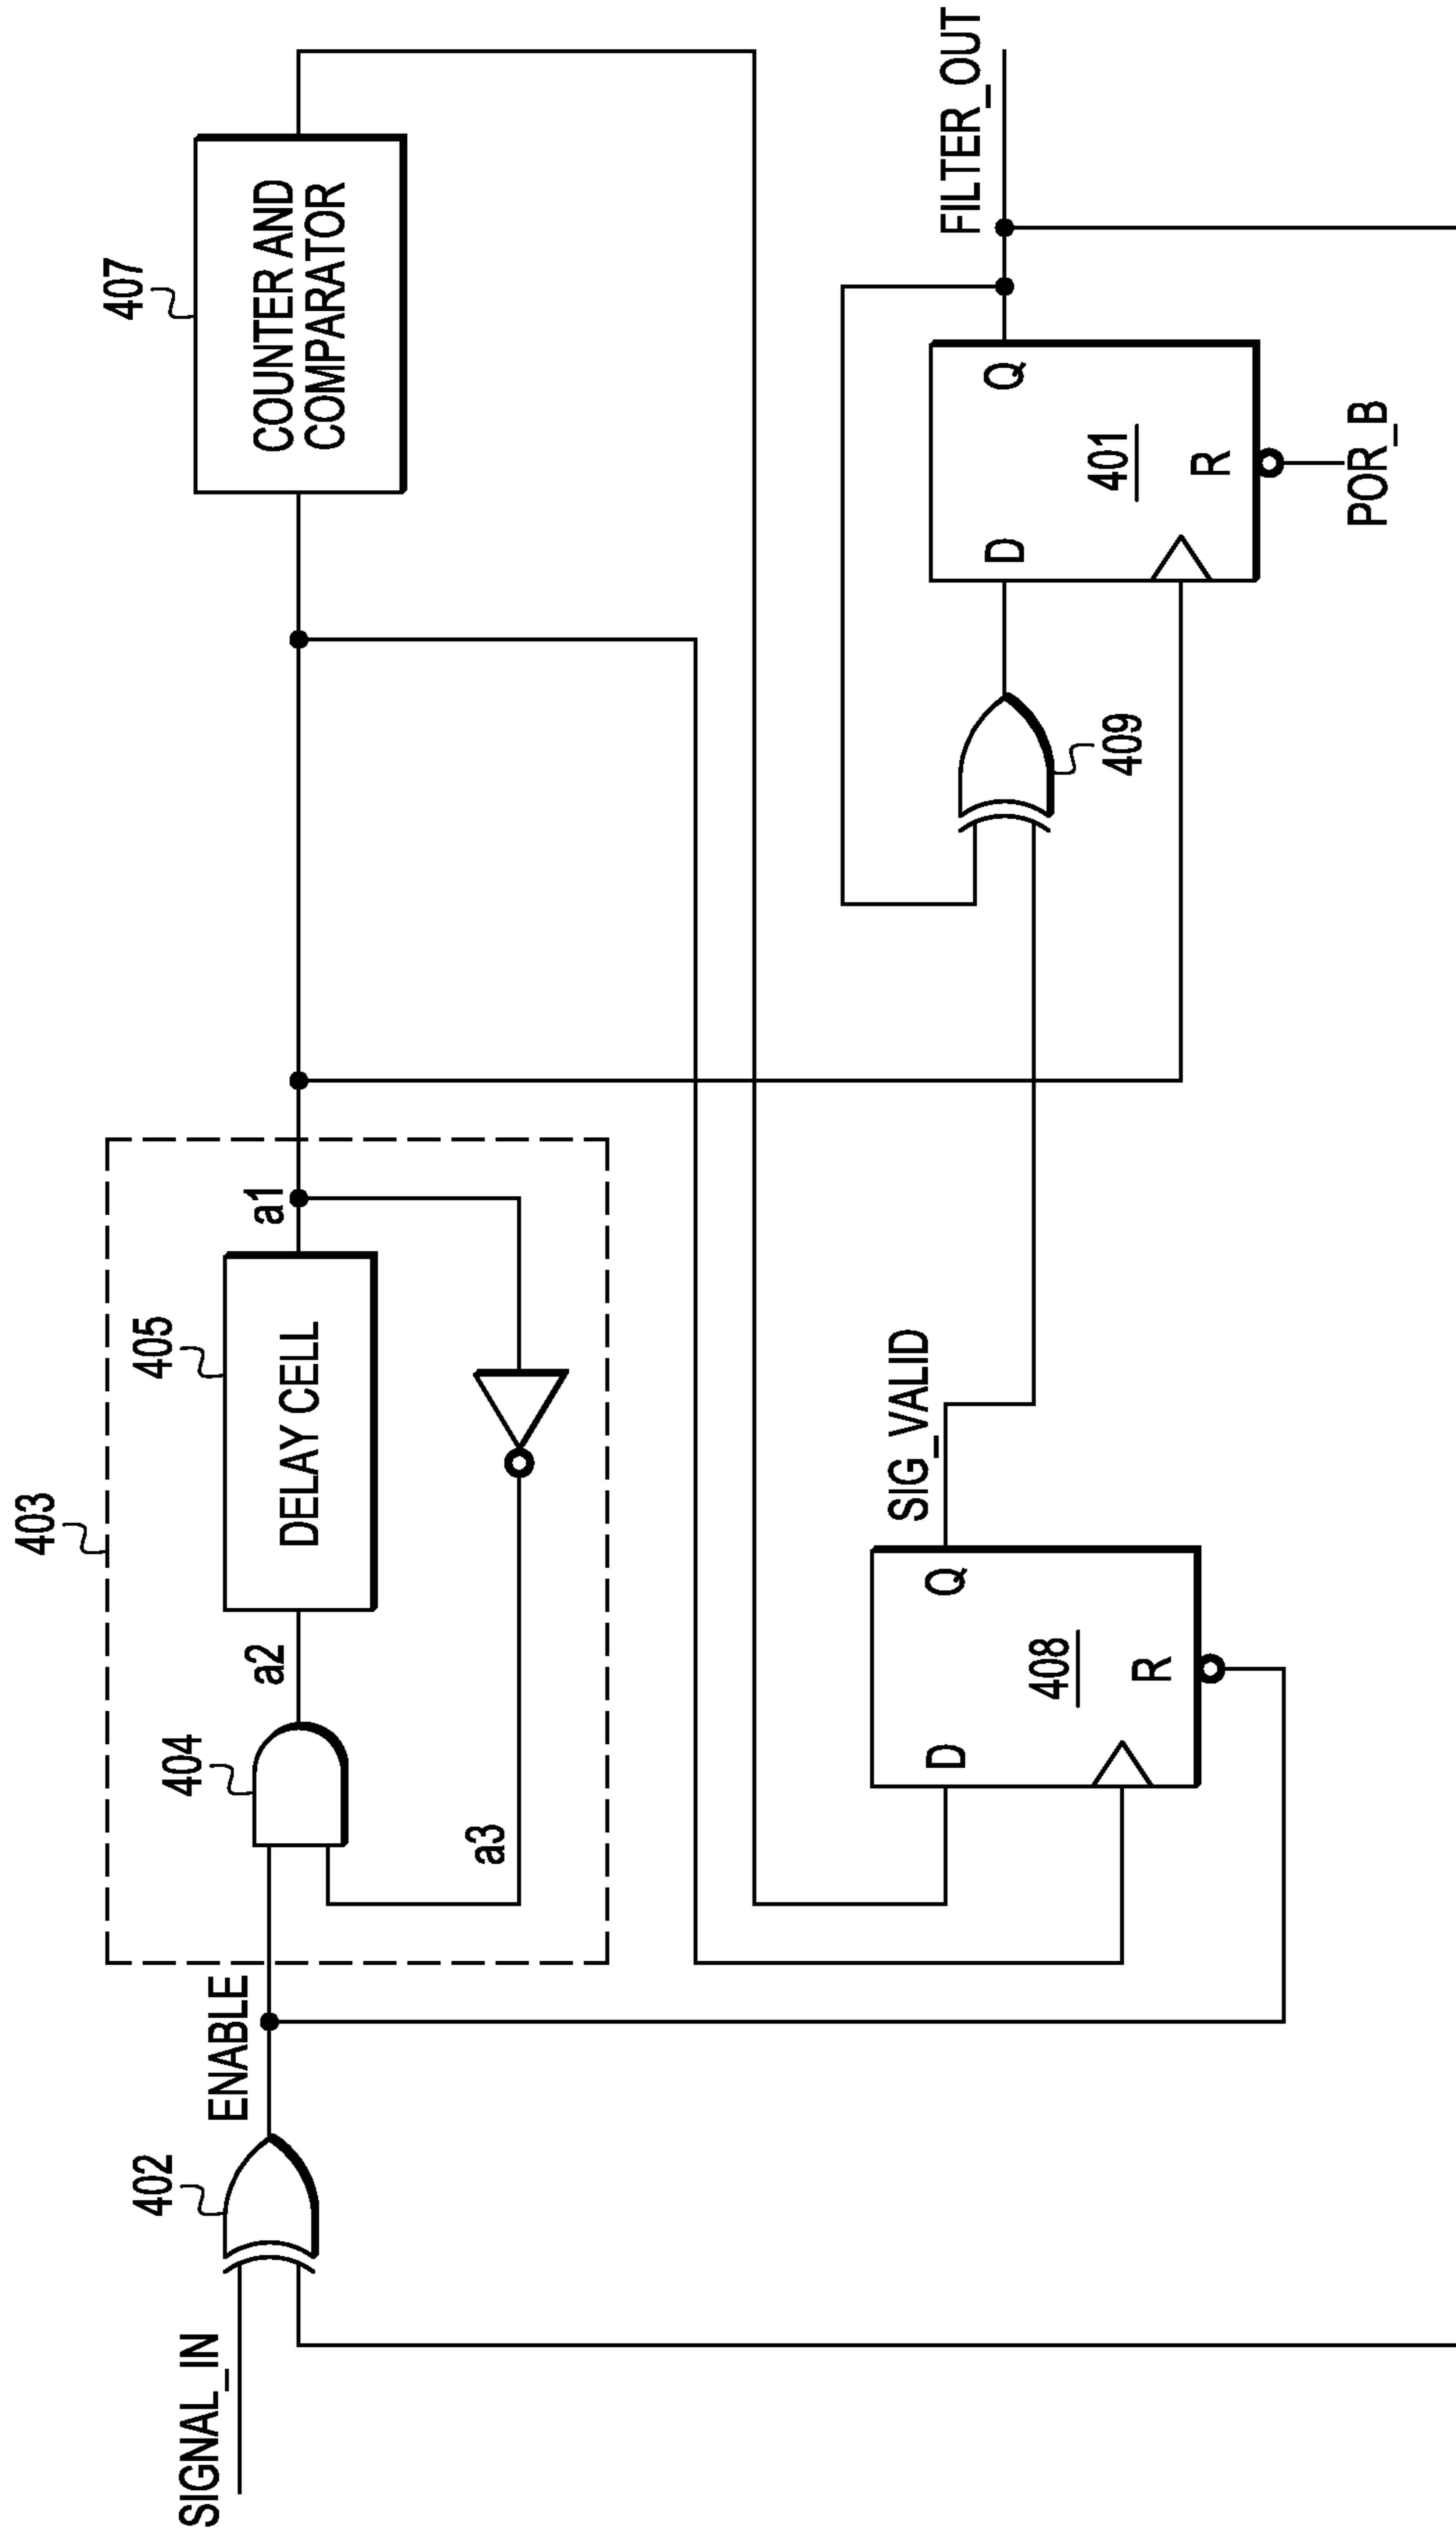 403
405
407
402
404
SIGNAL_IN
ENABLE
a2
DELAY CELL
a1
COUNTER AND
COMPARATOR
a3
SIG_VALID
FILTER_OUT
D
Q
408
R
409
D
Q
401
R
POR_B